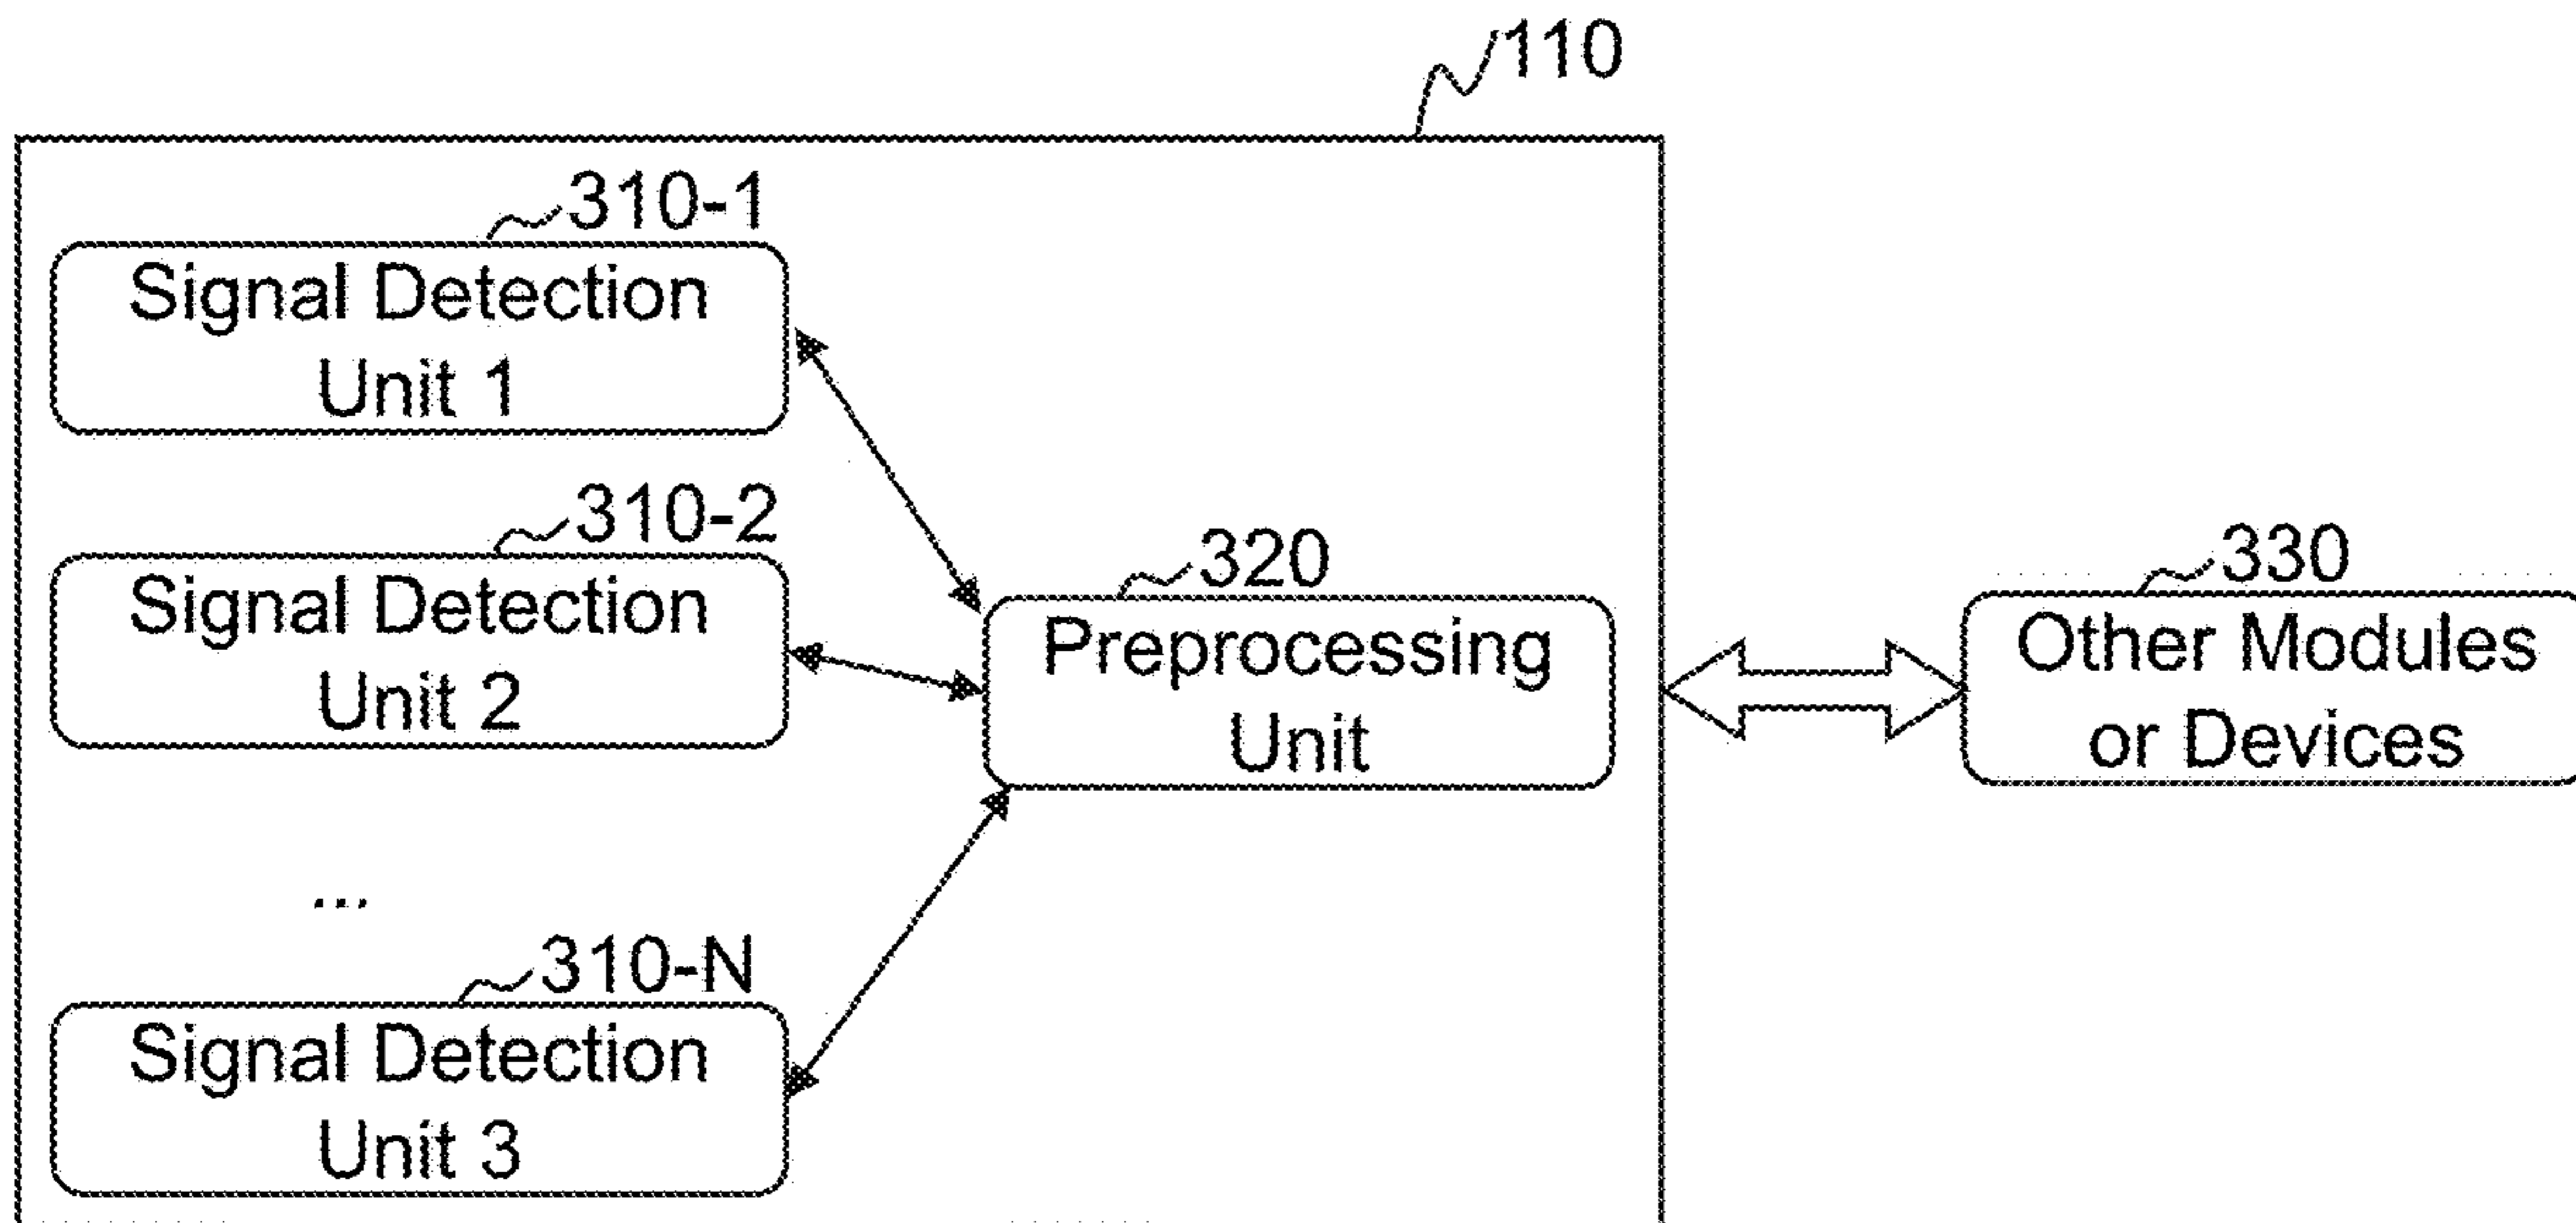 110
310-1
Signal Detection
Unit 1
310-2
Signal Detection
Unit 2
320
Preprocessing
Unit
330
Other Modules
or Devices
...
310-N
Signal Detection
Unit 3